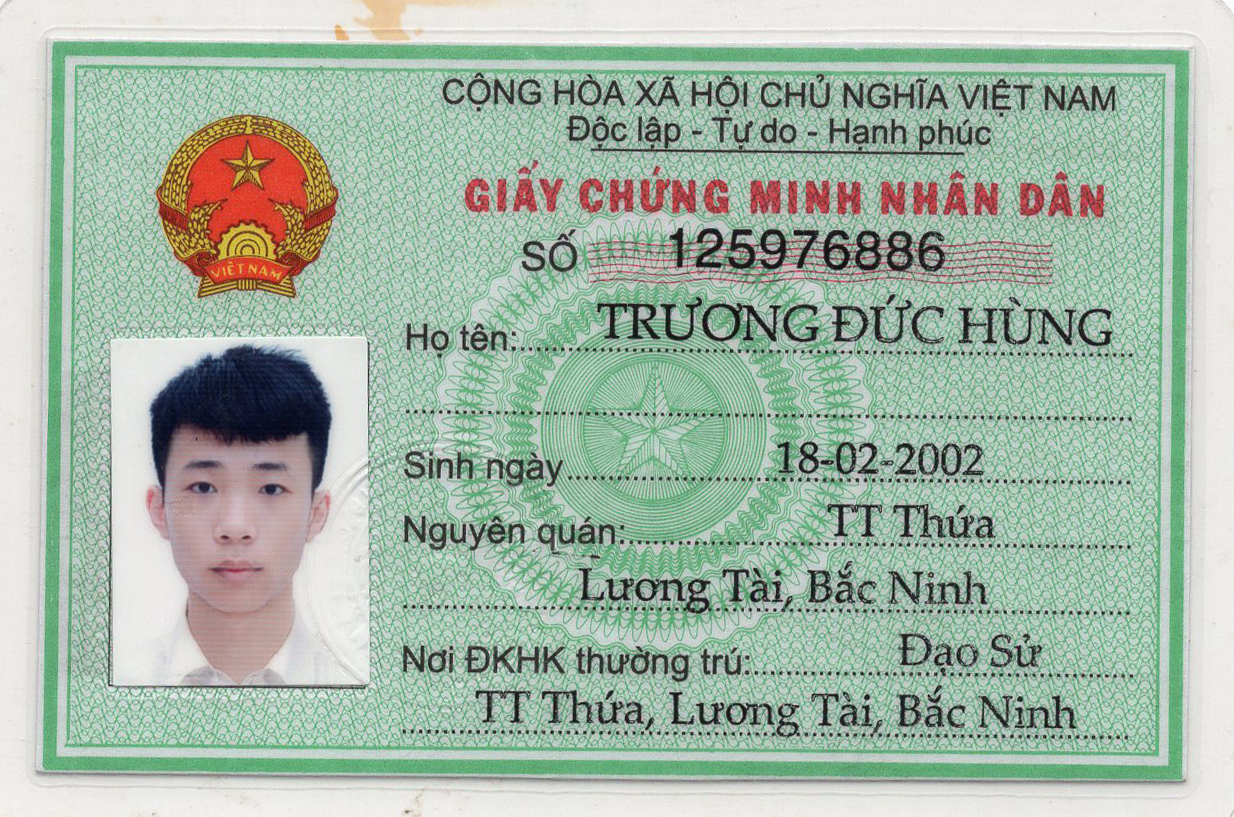 CỘNG HÒA XÃ HỘI CHỦ NGHĨA VIỆT NAM
Độc lập - Tự do - Hạnh phúc
GIẤY CHỨNG MINH NHÂN DÂN
SỐ 125976886
VIỆT NAM
Họ tên: TRƯƠNG ĐỨC HÙNG
Sinh ngày 18-02-2002
Nguyên quán: TT Thứa
Lương Tài, Bắc Ninh
Nơi ĐKHK thường trú: Đạo Sử
TT Thứa, Lương Tài, Bắc Ninh